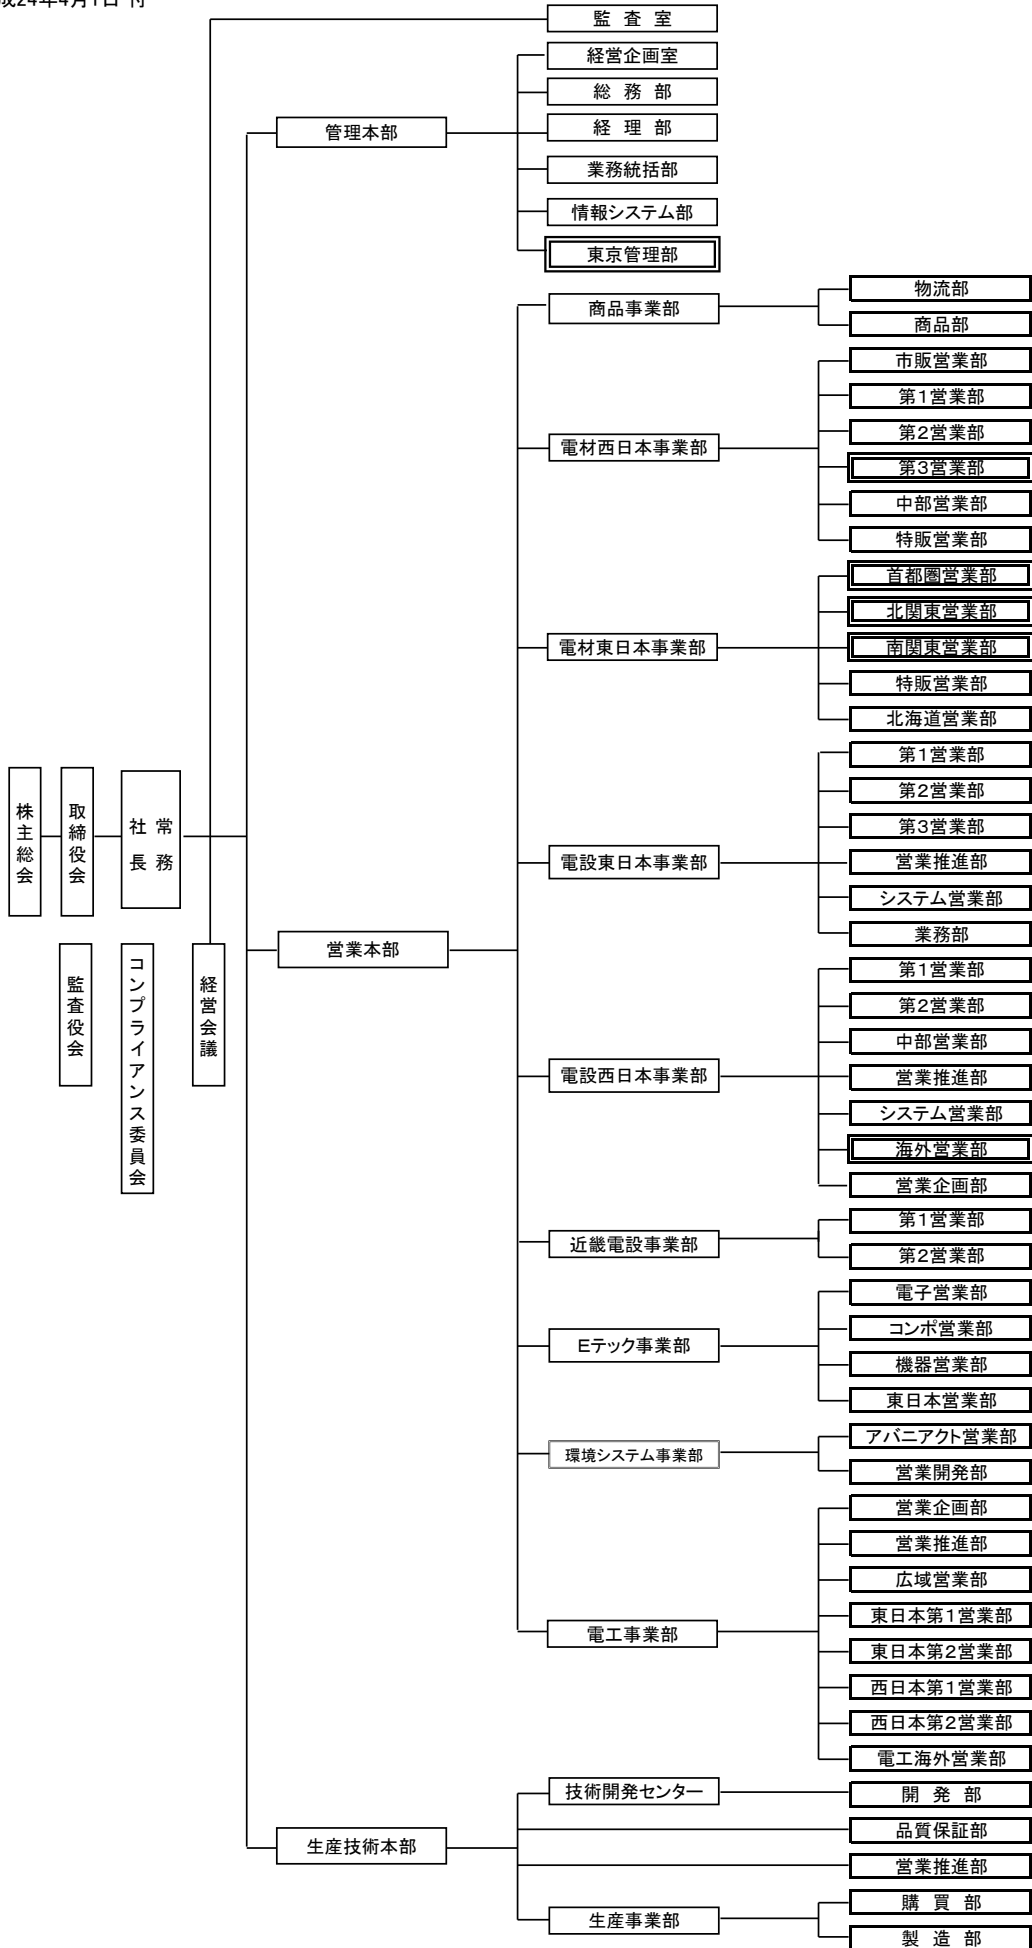 成24年4月1日 付
監 査 室
経営企画室
総 務 部
管理本部
経 理 部
業務統括部
情報システム部
東京管理部
商品事業部
物流部
商品部
電材西日本事業部
市販営業部
第1営業部
第2営業部
第3営業部
中部営業部
特販営業部
電材東日本事業部
首都圏営業部
北関東営業部
南関東営業部
特販営業部
北海道営業部
株主総会
取締役会
社長
常務
監査役会
コンプライアンス委員会
経営会議
営業本部
電設東日本事業部
第1営業部
第2営業部
第3営業部
営業推進部
システム営業部
業務部
電設西日本事業部
第1営業部
第2営業部
中部営業部
営業推進部
システム営業部
海外営業部
営業企画部
近畿電設事業部
第1営業部
第2営業部
Eテック事業部
電子営業部
コンポ営業部
機器営業部
東日本営業部
環境システム事業部
アバニアクト営業部
営業開発部
電工事業部
営業企画部
営業推進部
広域営業部
東日本第1営業部
東日本第2営業部
西日本第1営業部
西日本第2営業部
電工海外営業部
生産技術本部
技術開発センター
開 発 部
品質保証部
営業推進部
生産事業部
購 買 部
製 造 部